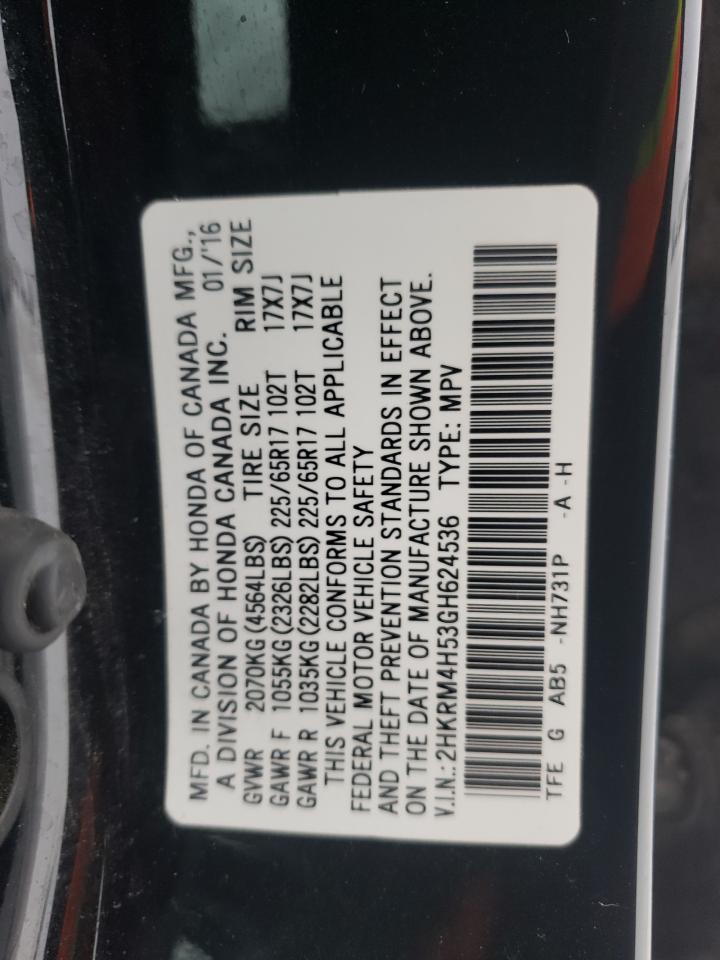 MFD. IN CANADA BY HONDA OF CANADA MFG.,
A DIVISION OF HONDA CANADA INC. 01/'16
GVWR 2070KG(4564LBS) TIRE SIZE RIM SIZE
GAWR F 1055KG(2326LBS) 225/65R17 102T 17X7J
GAWR R 1035KG(2282LBS) 225/65R17 102T 17X7J
THIS VEHICLE CONFORMS TO ALL APPLICABLE
FEDERAL MOTOR VEHICLE SAFETY
AND THEFT PREVENTION STANDARDS IN EFFECT
ON THE DATE OF MANUFACTURE SHOWN ABOVE.
V.I.N.:2HKRM4H53GH624536 TYPE: MPV
TFE G AB5 -NH731P -A -H